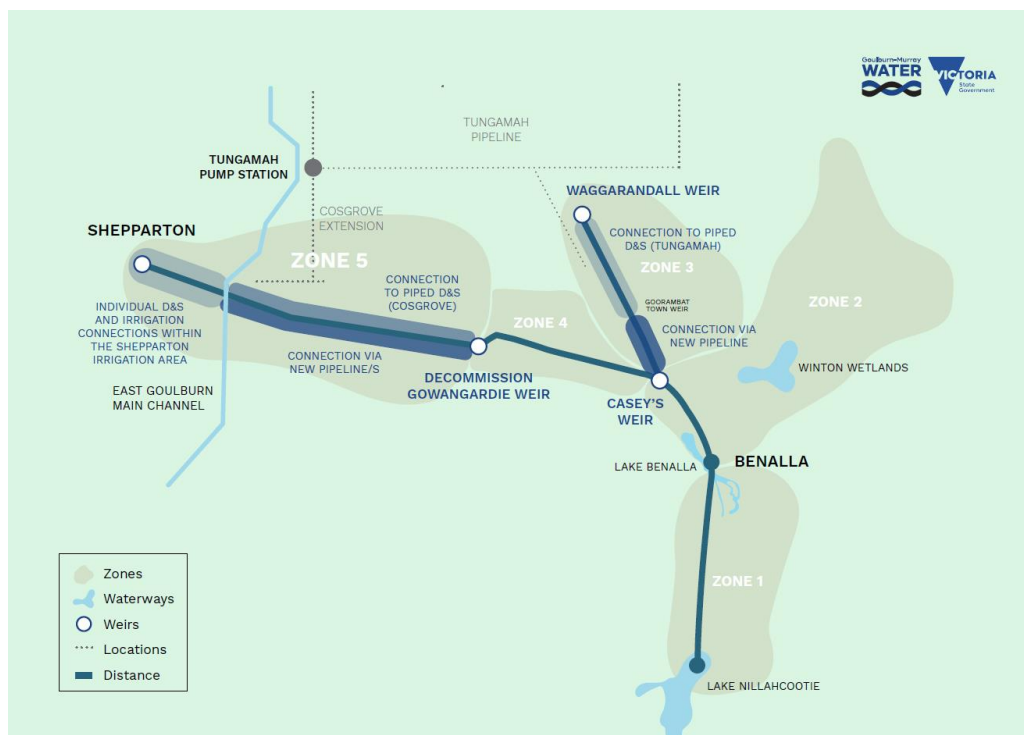 Goulburn-Murray
WATER
VICTORIA
State
Government
TUNGAMAH
PIPELINE
TUNGAMAH
PUMP STATION
WAGGARANDALL WEIR
COSGROVE
EXTENSION
SHEPPARTON
CONNECTION TO PIPED
D&S (TUNGAMAH)
ZONE 5
ZONE 3
CONNECTION
TO PIPED D&S
(COSGROVE)
ZONE 2
INDIVIDUAL D&S
AND IRRIGATION
CONNECTIONS WITHIN
THE SHEPPARTON
IRRIGATION AREA
GOORAMBAT
TOWN WEIR
ZONE 4
CONNECTION VIA
NEW PIPELINE
CONNECTION VIA
NEW PIPELINE/S
WINTON WETLANDS
DECOMMISSION
GOWANGARDIE WEIR
EAST GOULBURN
MAIN CHANNEL
CASEY'S
WEIR
LAKE BENALLA
BENALLA
ZONE 1
Zones
Waterways
Weirs
Locations
Distance
LAKE NILLAHCOOTIE